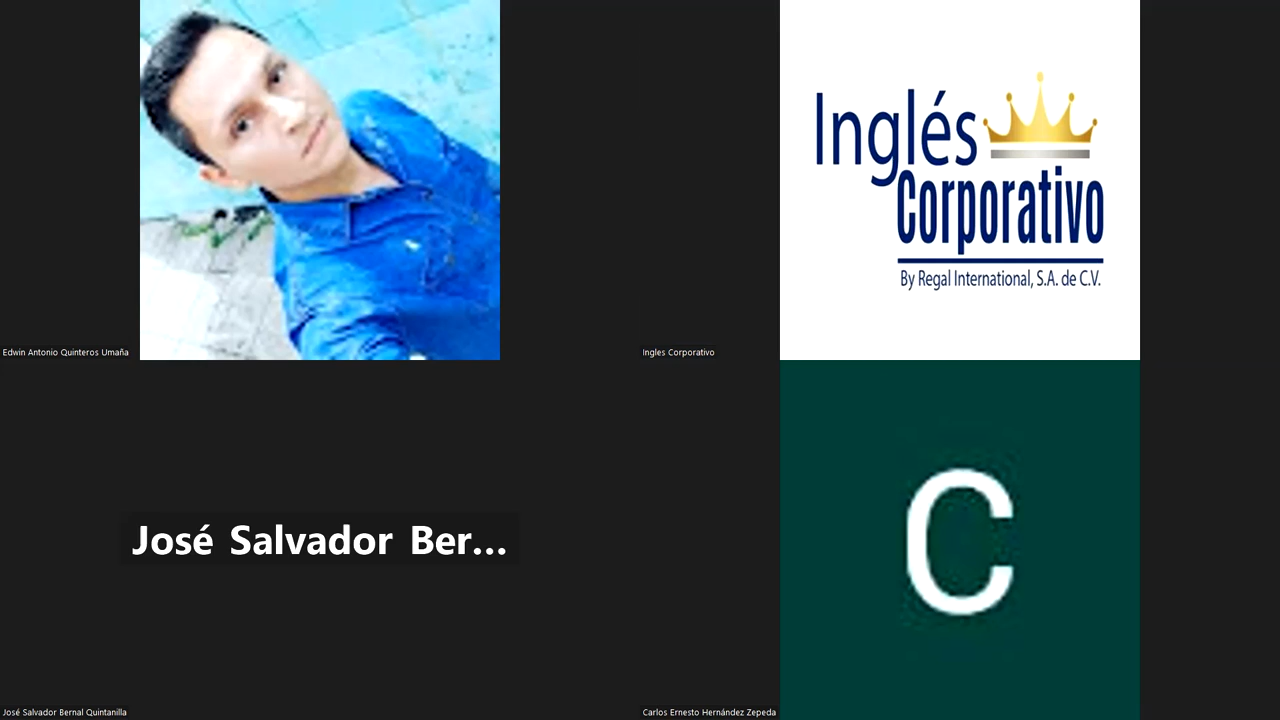 Edwin Antonio Quinteros Umaña
Inglés
Corporativo
By Regal International, S.A. de C.V.
Ingles Corporativo
José Salvador Ber...
José Salvador Bernal Quintanilla
C
Carlos Ernesto Hernández Zepeda